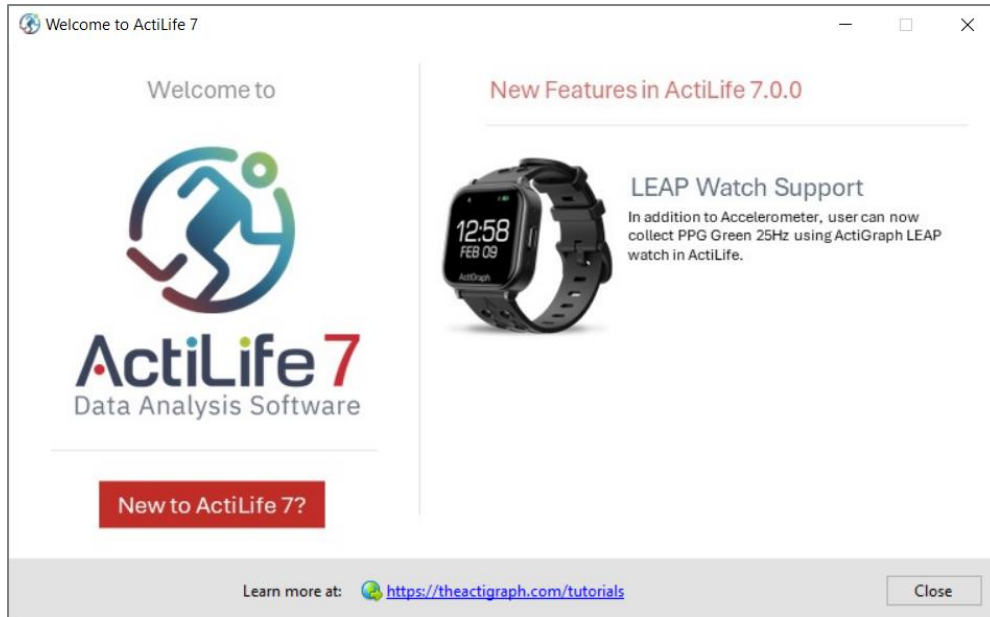 Welcome to ActiLife 7
Welcome to
ActiLife 7
Data Analysis Software
New to ActiLife 7?
New Features in ActiLife 7.0.0
12:58
FEB 09
ActiGraph
LEAP Watch Support
In addition to Accelerometer, user can now
collect PPG Green 25Hz using ActiGraph LEAP
watch in ActiLife.
Learn more at: https://theactigraph.com/tutorials
Close